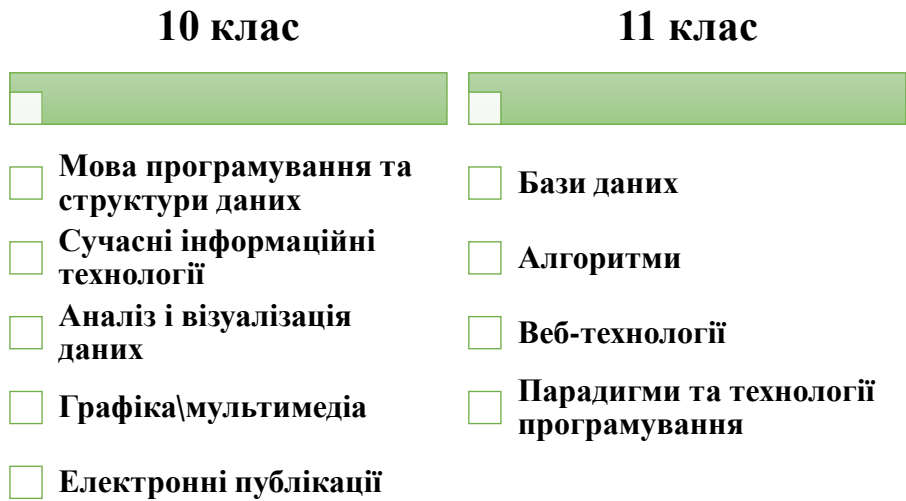 10 клас
Мова програмування та
структури даних
Сучасні інформаційні
технології
Аналіз і візуалізація
даних
Графіка\мультимедіа
Електронні публікації
11 клас
Бази даних
Алгоритми
Веб-технології
Парадигми та технології
програмування